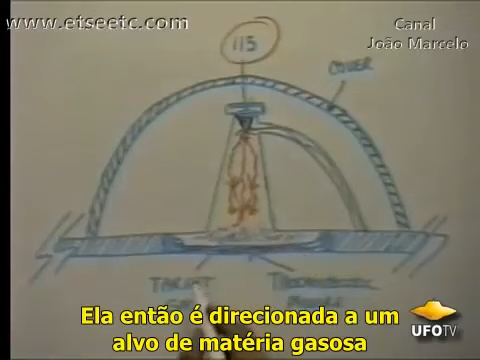 www.etseetc.com
Canal
João Marcelo
115
COVER
TARGET
Ela então é direcionada a um
alvo de matéria gasosa
UFOTV